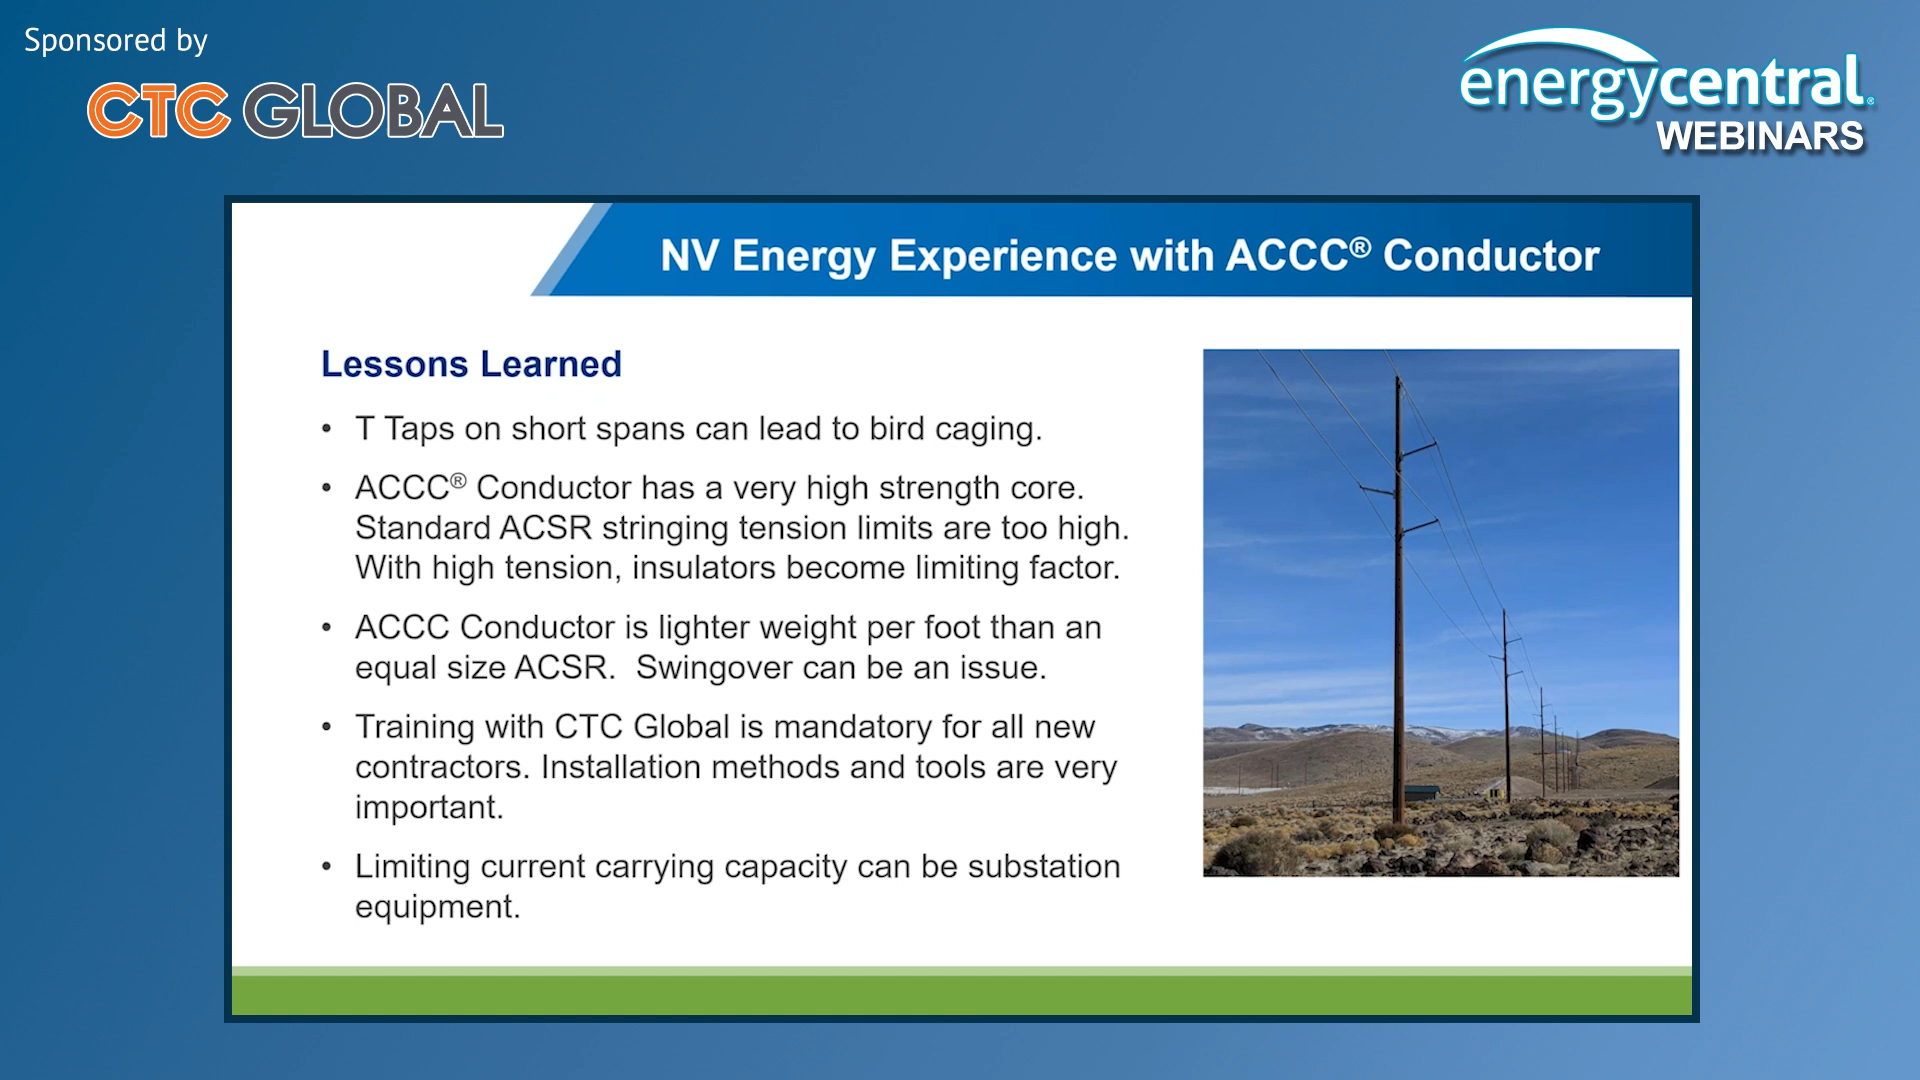 Sponsored by
CTC GLOBAL
energycentral®
WEBINARS
NV Energy Experience with ACCC® Conductor
Lessons Learned
• T Taps on short spans can lead to bird caging.
• ACCC® Conductor has a very high strength core.
Standard ACSR stringing tension limits are too high.
With high tension, insulators become limiting factor.
• ACCC Conductor is lighter weight per foot than an
equal size ACSR.  Swingover can be an issue.
• Training with CTC Global is mandatory for all new
contractors. Installation methods and tools are very
important.
• Limiting current carrying capacity can be substation
equipment.